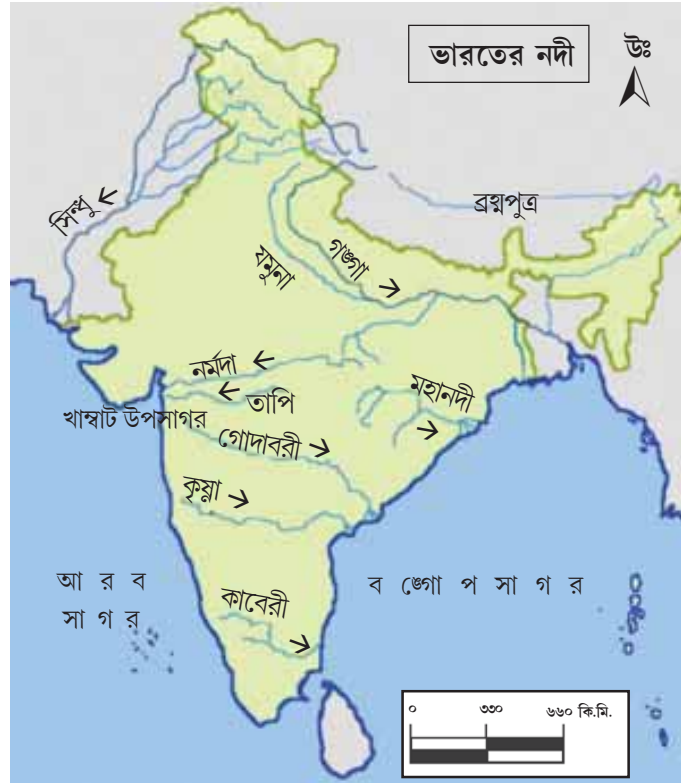 ভারতের নদী
উঃ
সিন্ধু
ব্রহ্মপুত্র
গঙ্গা
যমুনা
নর্মদা
তাপি
মহানদী
খাম্বাট উপসাগর
গোদাবরী
কৃষ্ণা
আ র ব
সা গ র
ব ঙ্গো প সা গ র
কাবেরী
০ ৩৩০ ৬৬০ কি.মি.